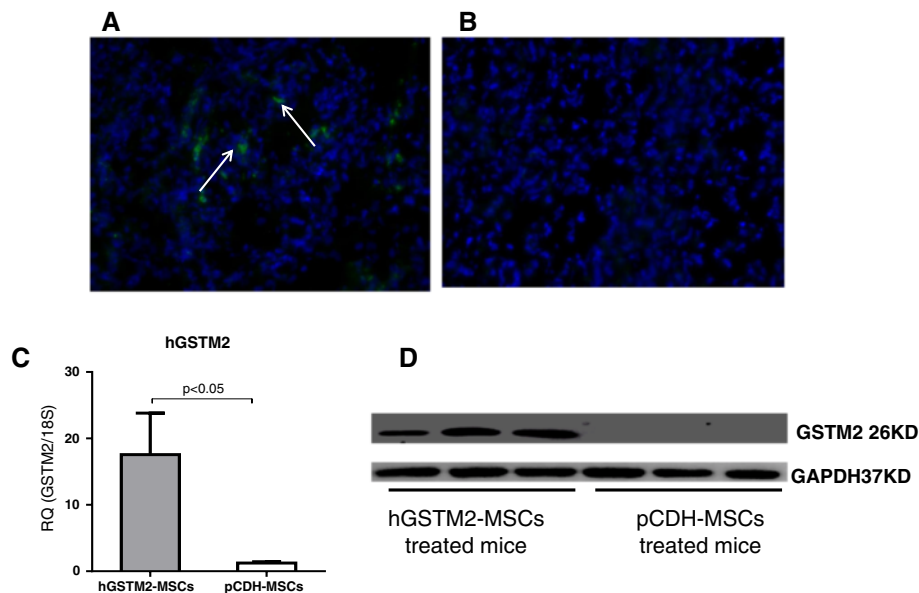 A
B
C
hGSTM2
30
20
10
0
RQ (GSTM2/18S)
p<0.05
hGSTM2-MSCs
pCDH-MSCs
D
GSTM2 26KD
GAPDH37KD
hGSTM2-MSCs
treated mice
pCDH-MSCs
treated mice